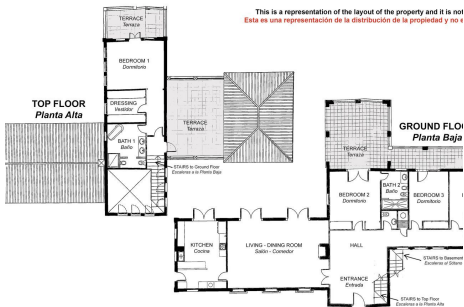 This is a representation of the layout of the property and it is not
Esta es una representación de la distribución de la propiedad y no e
TERRACE
Terraza
BEDROOM 1
Dormitorio
TOP FLOOR
Planta Alta
DRESSING
Vestidor
TERRACE
Terraza
BATH 1
Baño
STAIRS to Ground Floor
Escaleras a la Planta Baja
GROUND FLOO
Planta Baja
TERRACE
Terraza
BEDROOM 2
Dormitorio
BATH 2
Baño
BEDROOM 3
Dormitorio
KITCHEN
Cocina
LIVING - DINING ROOM
Salón - Comedor
HALL
STAIRS to Basement
Escaleras al Sótano
ENTRANCE
Entrada
STAIRS to Top Floor
Escaleras a la Planta Alta